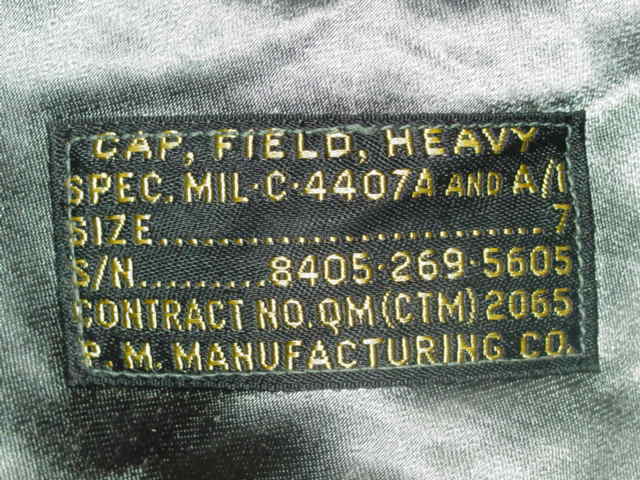 CAP, FIELD, HEAVY
SPEC. MIL·C·4407A AND A/1
SIZE.............................7
S/N.........8405·269·5605
CONTRACT NO.QM(CTM)2065
P.M. MANUFACTURING CO.